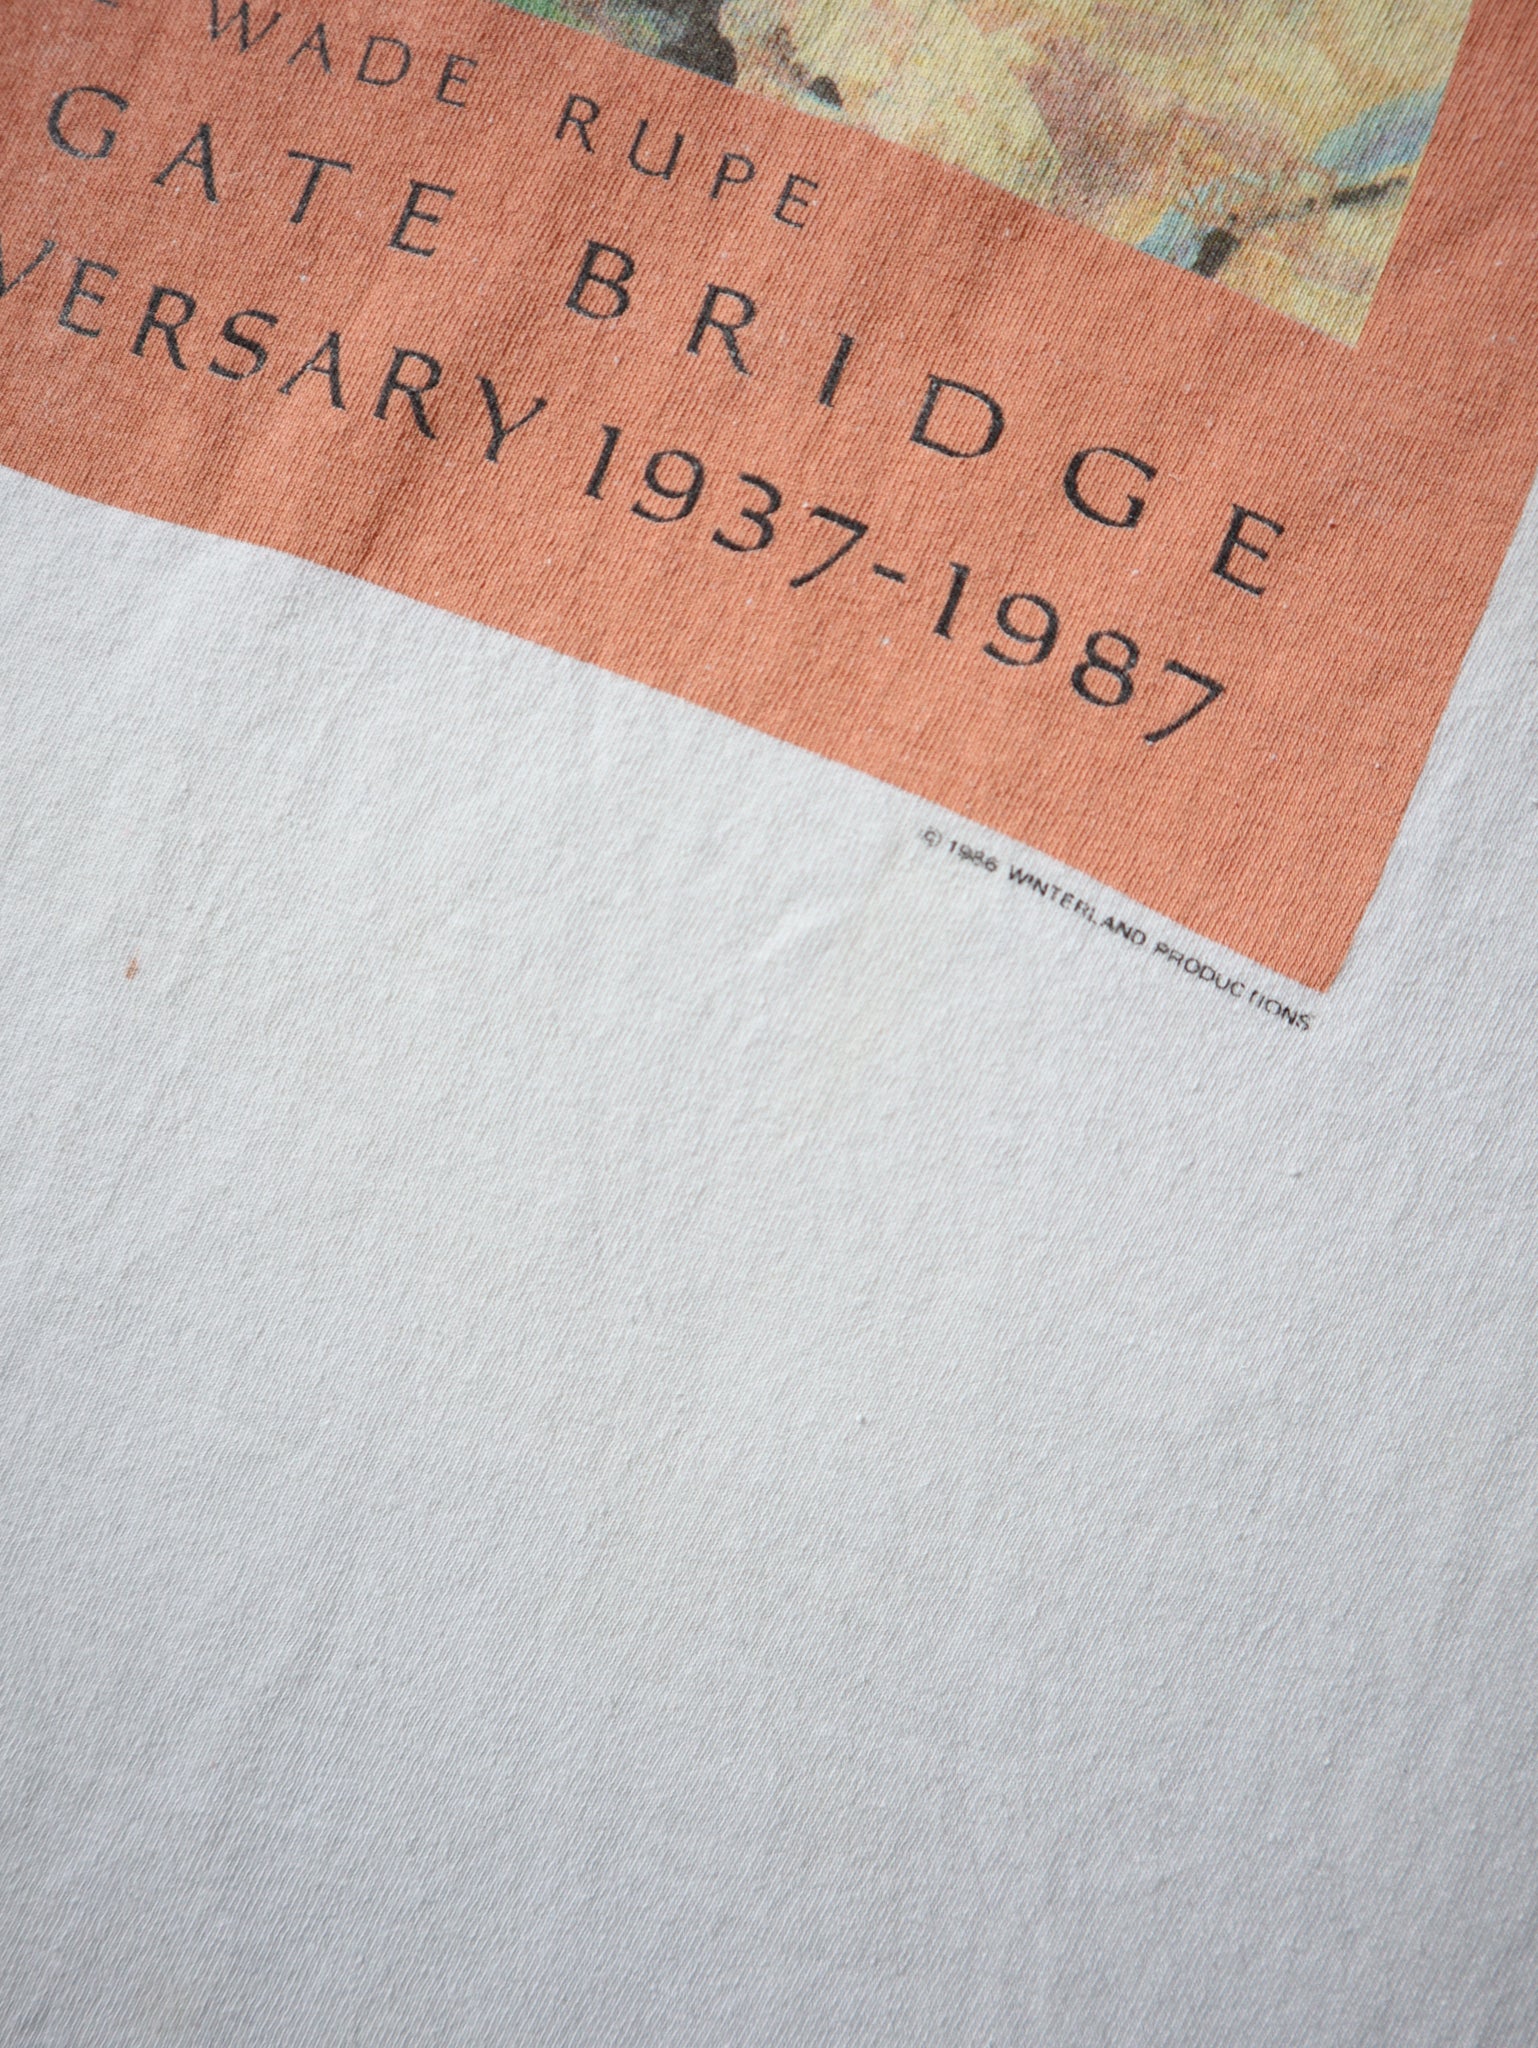 WADE RUPE
GATE BRIDGE
VERSARY 1937-1987
© 1986 WINTERLAND PRODUCTIONS